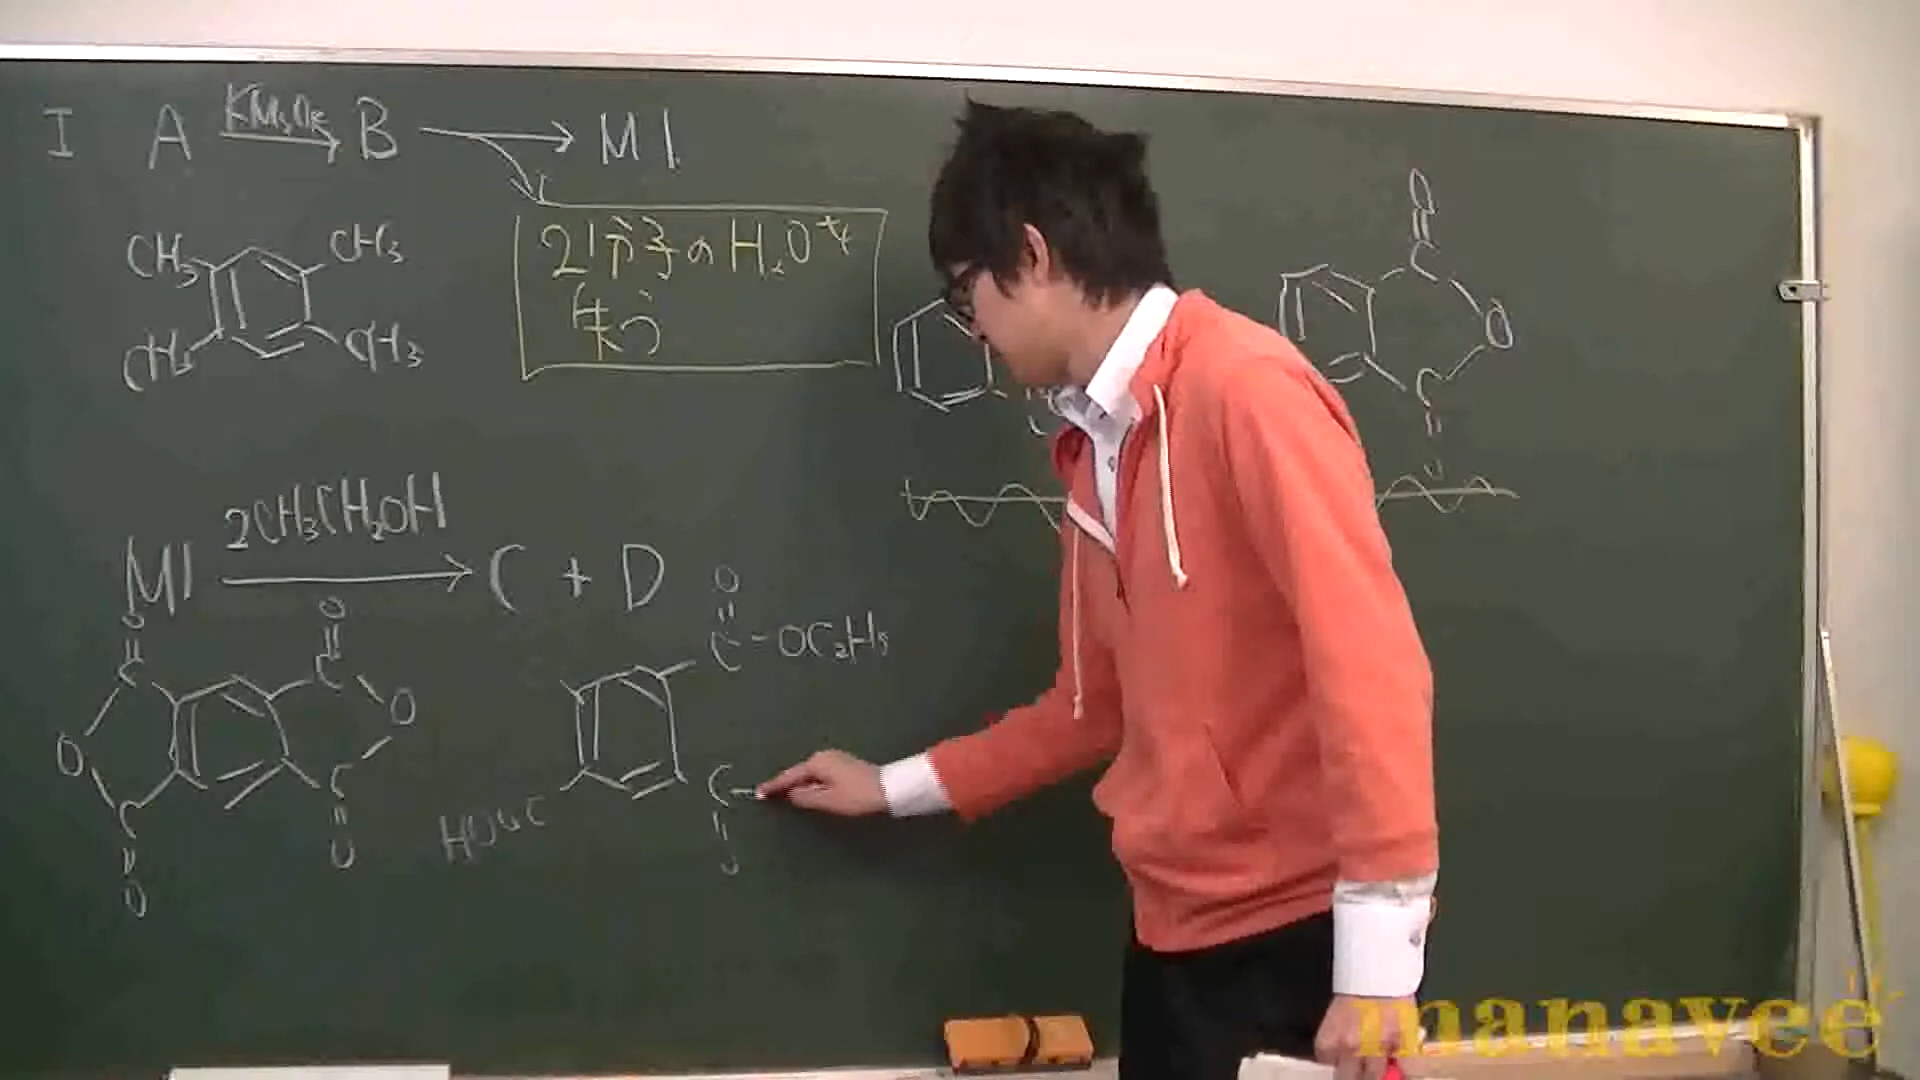 I A KMnO₄ B M1
CH₃ CH₃
CH₃ CH₃
2分子のH₂Oを
失う
O
C
O
C
O
M1 2CH₃CH₂OH C + D
O O
C C
O O
C C
O O
O
C-OC₂H₅
HOOC C
O
manavee